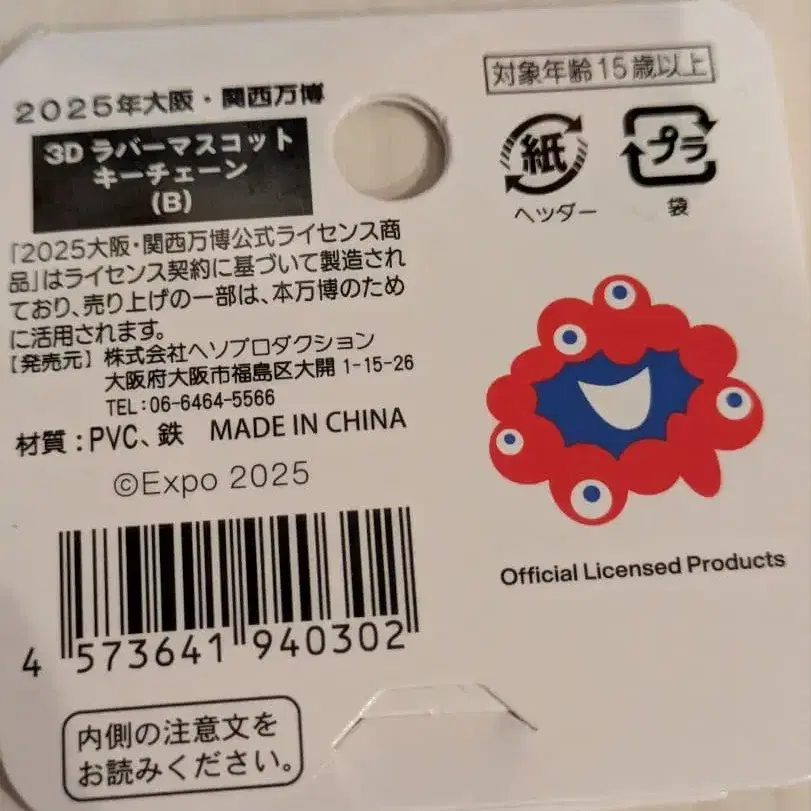 2025年大阪・関西万博
3D ラバーマスコット
キーチェーン
(B)
「2025大阪・関西万博公式ライセンス商
品」はライセンス契約に基づいて製造され
ており、売り上げの一部は、本万博のため
に活用されます。
【発売元】株式会社ヘソプロダクション
大阪府大阪市福島区大開 1-15-26
TEL:06-6464-5566
材質:PVC、鉄 MADE IN CHINA
©Expo 2025
4 573641 940302
内側の注意文を
お読みください。
対象年齢15歳以上
紙 プラ
ヘッダー 袋
Official Licensed Products